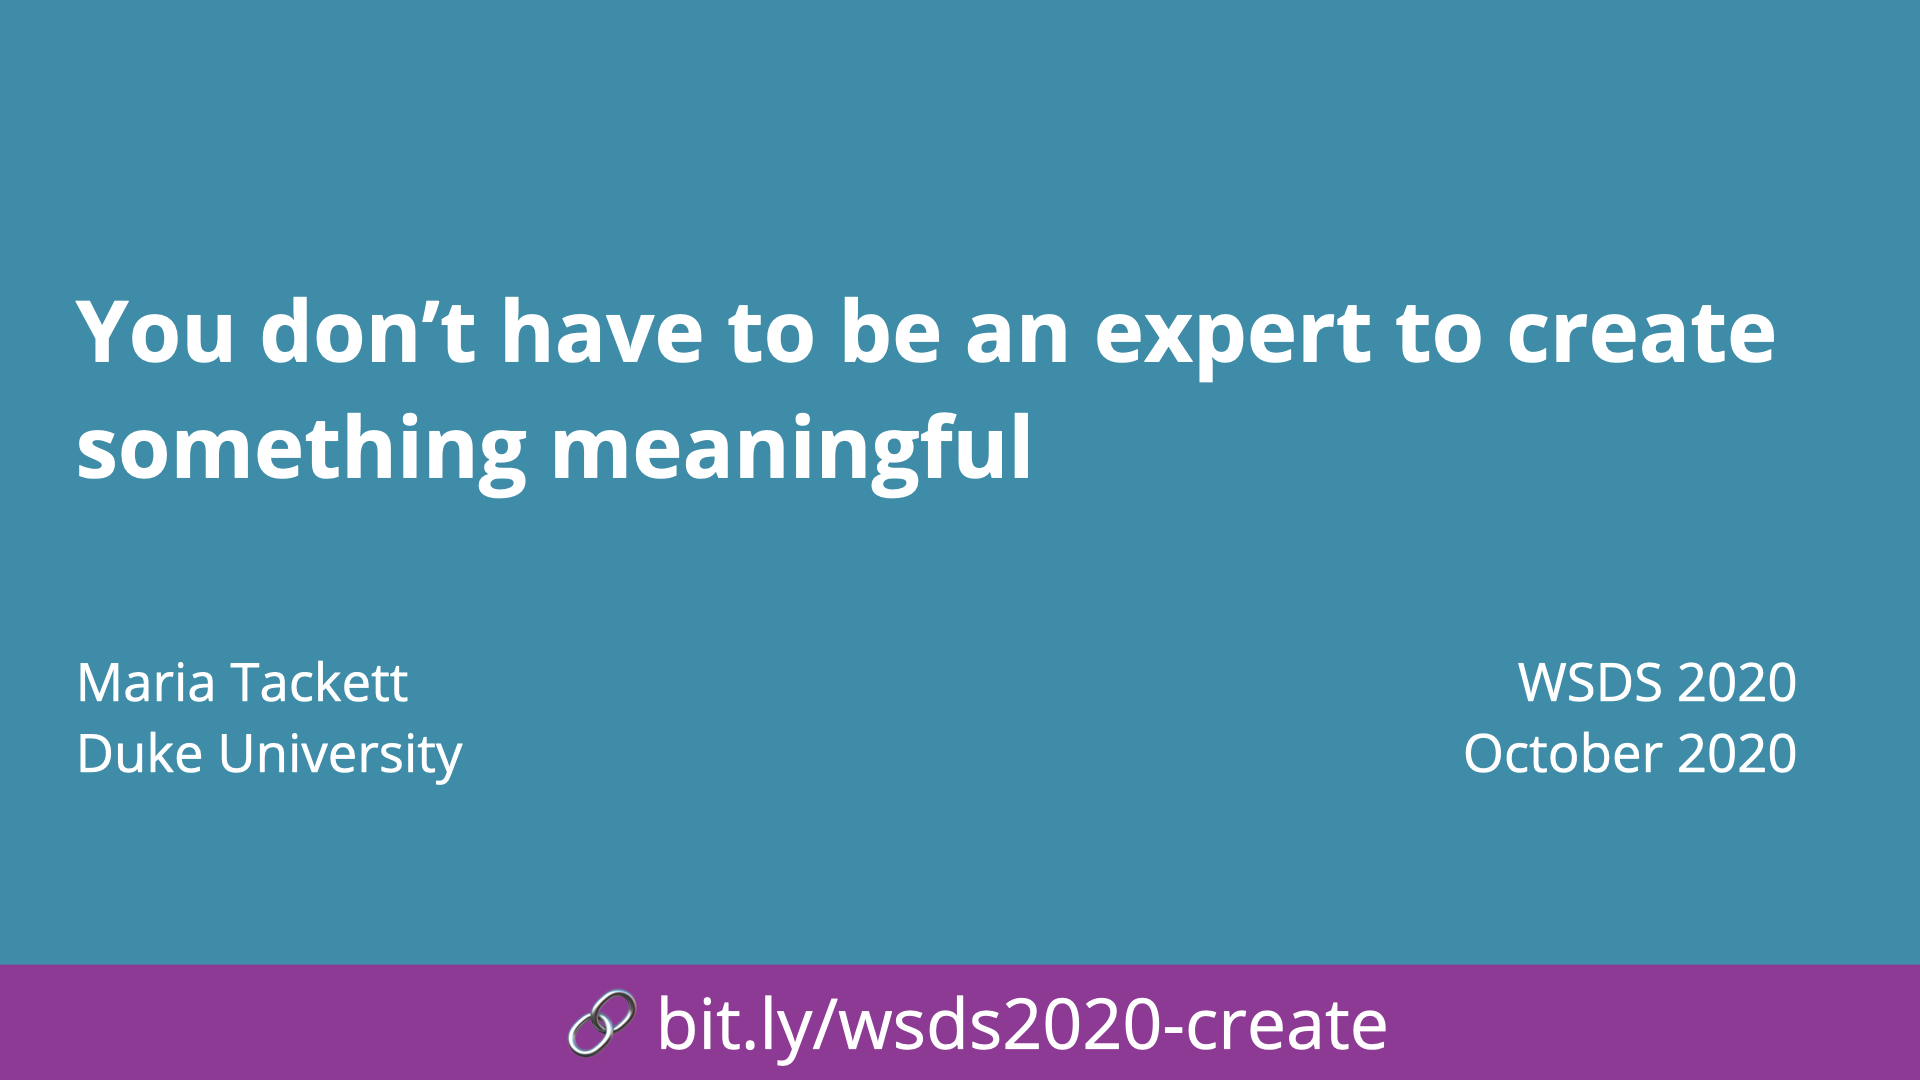 You don’t have to be an expert to create
something meaningful
Maria Tackett
Duke University
WSDS 2020
October 2020
bit.ly/wsds2020-create